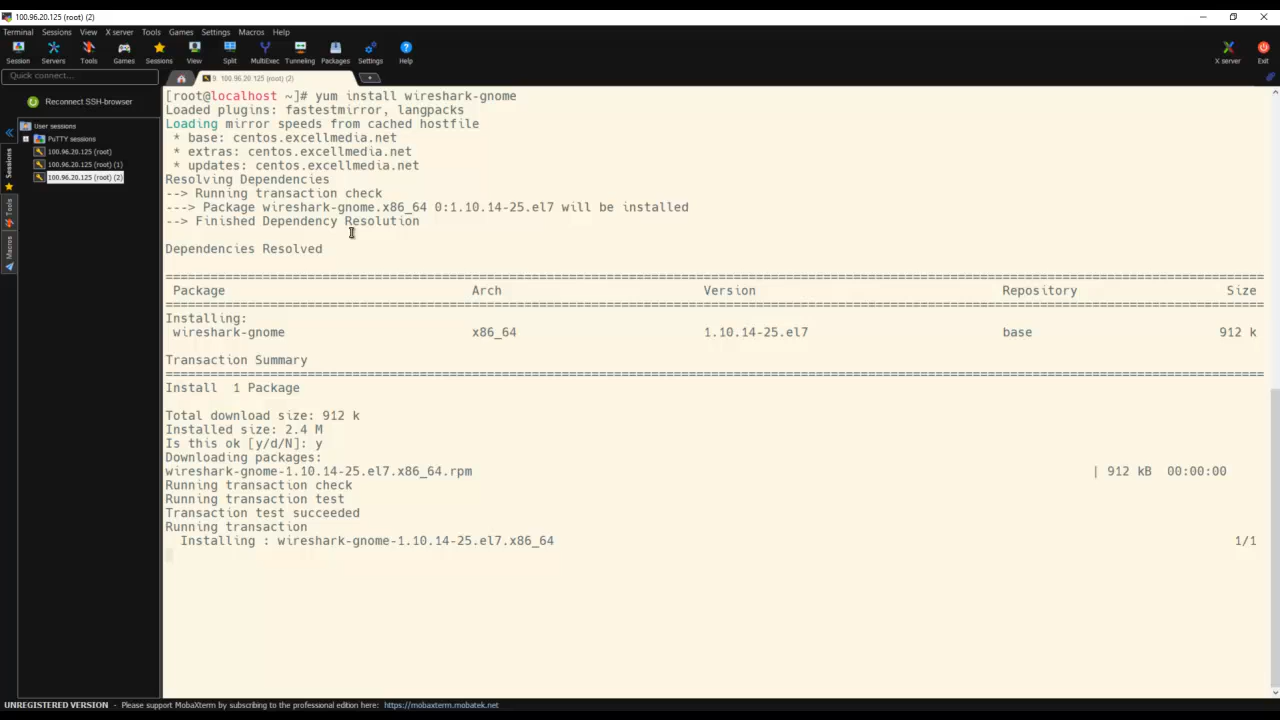 100.96.20.125 (root) (2)
Terminal Sessions View X server Tools Games Settings Macros Help
Session Servers Tools Games Sessions View Split MultiExec Tunneling Packages Settings Help X server Exit
Quick connect...
9. 100.96.20.125 (root) (2)
Reconnect SSH-browser
User sessions
PuTTY sessions
100.96.20.125 (root)
100.96.20.125 (root) (1)
100.96.20.125 (root) (2)
Sessions
Tools
Macros
[root@localhost ~]# yum install wireshark-gnome
Loaded plugins: fastestmirror, langpacks
Loading mirror speeds from cached hostfile
* base: centos.excellmedia.net
* extras: centos.excellmedia.net
* updates: centos.excellmedia.net
Resolving Dependencies
--> Running transaction check
---> Package wireshark-gnome.x86_64 0:1.10.14-25.el7 will be installed
--> Finished Dependency Resolution
Dependencies Resolved
Package Arch Version Repository Size
Installing:
wireshark-gnome x86_64 1.10.14-25.el7 base 912 k
Transaction Summary
Install 1 Package
Total download size: 912 k
Installed size: 2.4 M
Is this ok [y/d/N]: y
Downloading packages:
wireshark-gnome-1.10.14-25.el7.x86_64.rpm | 912 kB 00:00:00
Running transaction check
Running transaction test
Transaction test succeeded
Running transaction
Installing : wireshark-gnome-1.10.14-25.el7.x86_64 1/1
UNREGISTERED VERSION - Please support MobaXterm by subscribing to the professional edition here: https://mobaxterm.mobatek.net